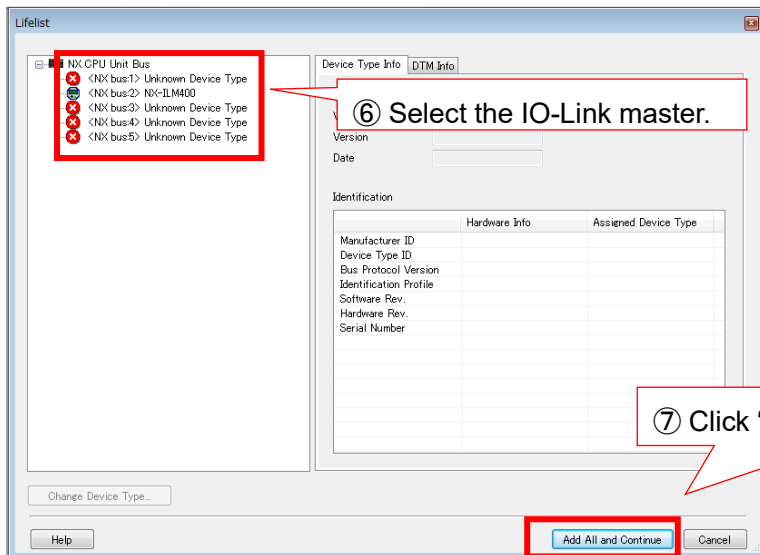 Lifelist
NX CPU Unit Bus
<NX bus:1> Unknown Device Type
<NX bus:2> NX-ILM400
<NX bus:3> Unknown Device Type
<NX bus:4> Unknown Device Type
<NX bus:5> Unknown Device Type
Device Type Info DTM Info
⑥ Select the IO-Link master.
Version
Date
Identification
Hardware Info Assigned Device Type
Manufacturer ID
Device Type ID
Bus Protocol Version
Identification Profile
Software Rev.
Hardware Rev.
Serial Number
⑦ Click "
Change Device Type...
Help Add All and Continue Cancel